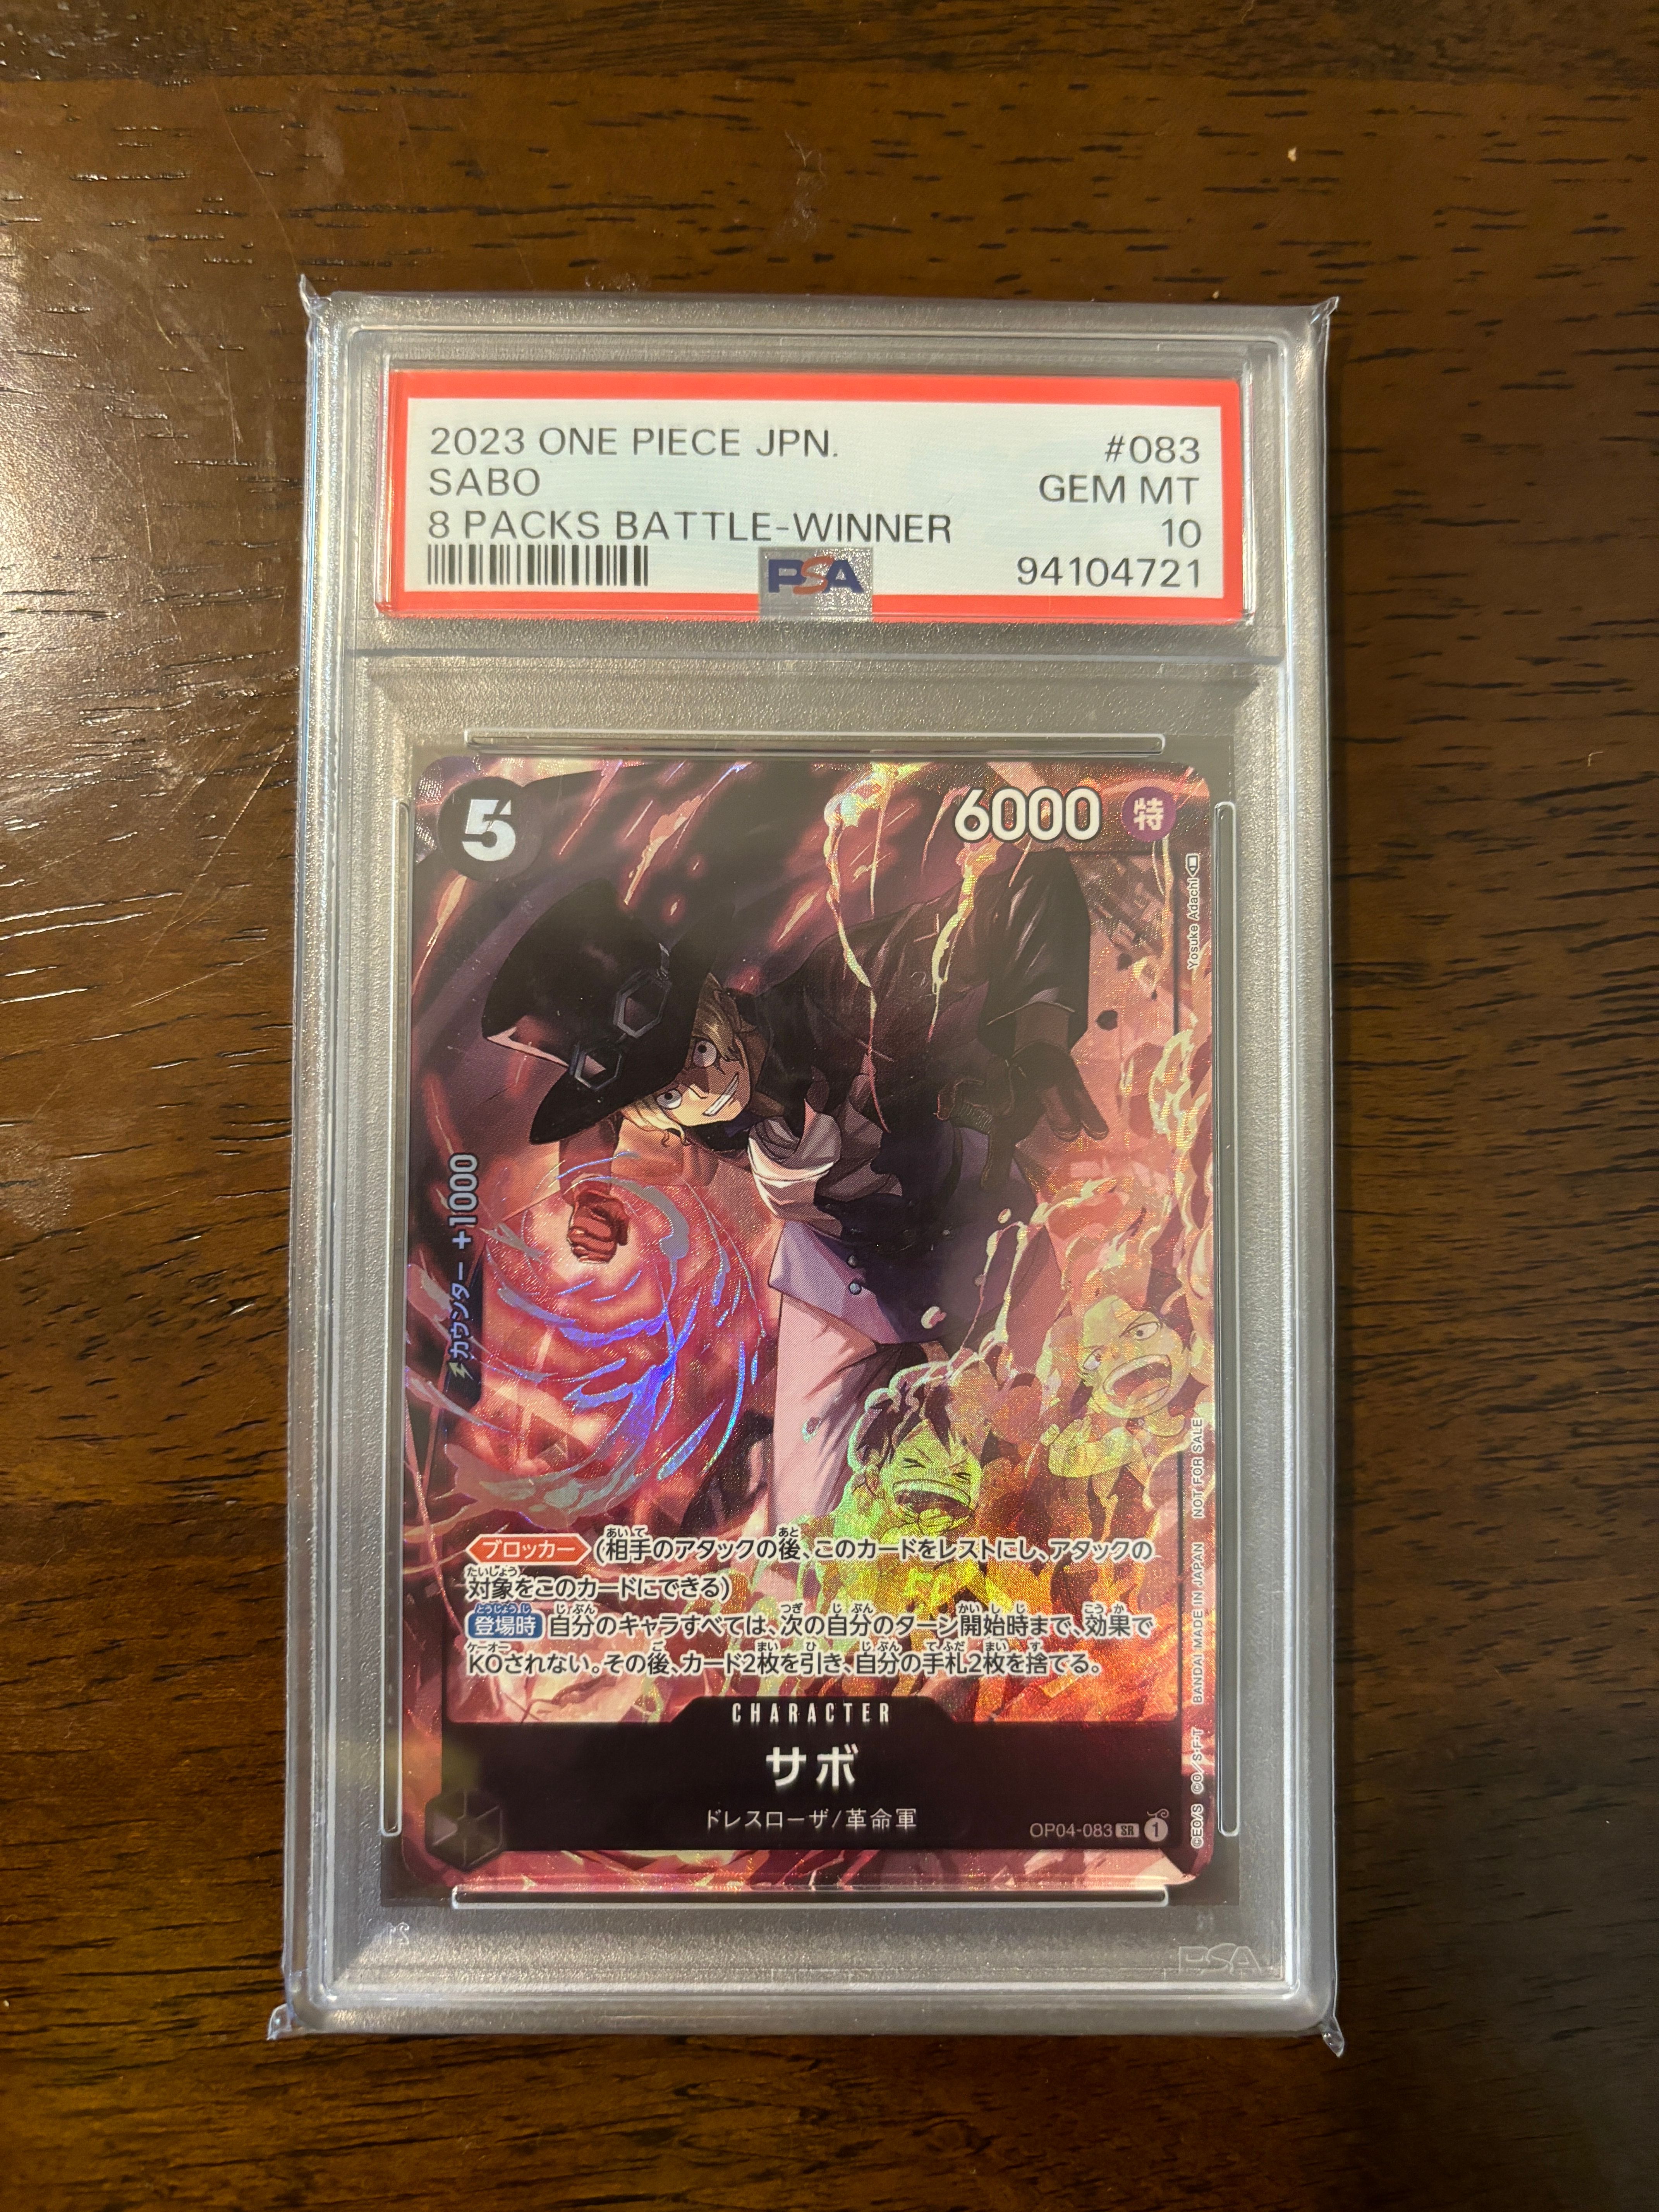 2023 ONE PIECE JPN. #083
SABO GEM MT
8 PACKS BATTLE-WINNER 10
PSA 94104721
5 6000 特
Yosuke Adachi
カウンター +1000
ブロッカー (相手のアタックの後、このカードをレストにし、アタックの
対象をこのカードにできる)
登場時 自分のキャラすべては、次の自分のターン開始時まで、効果で
KOされない。その後、カード2枚を引き、自分の手札2枚を捨てる。
CHARACTER
サボ
ドレスローザ/革命軍
OP04-083 SR 1
©EO/S C○/S・F・T BANDAI MADE IN JAPAN NOT FOR SALE
PSA